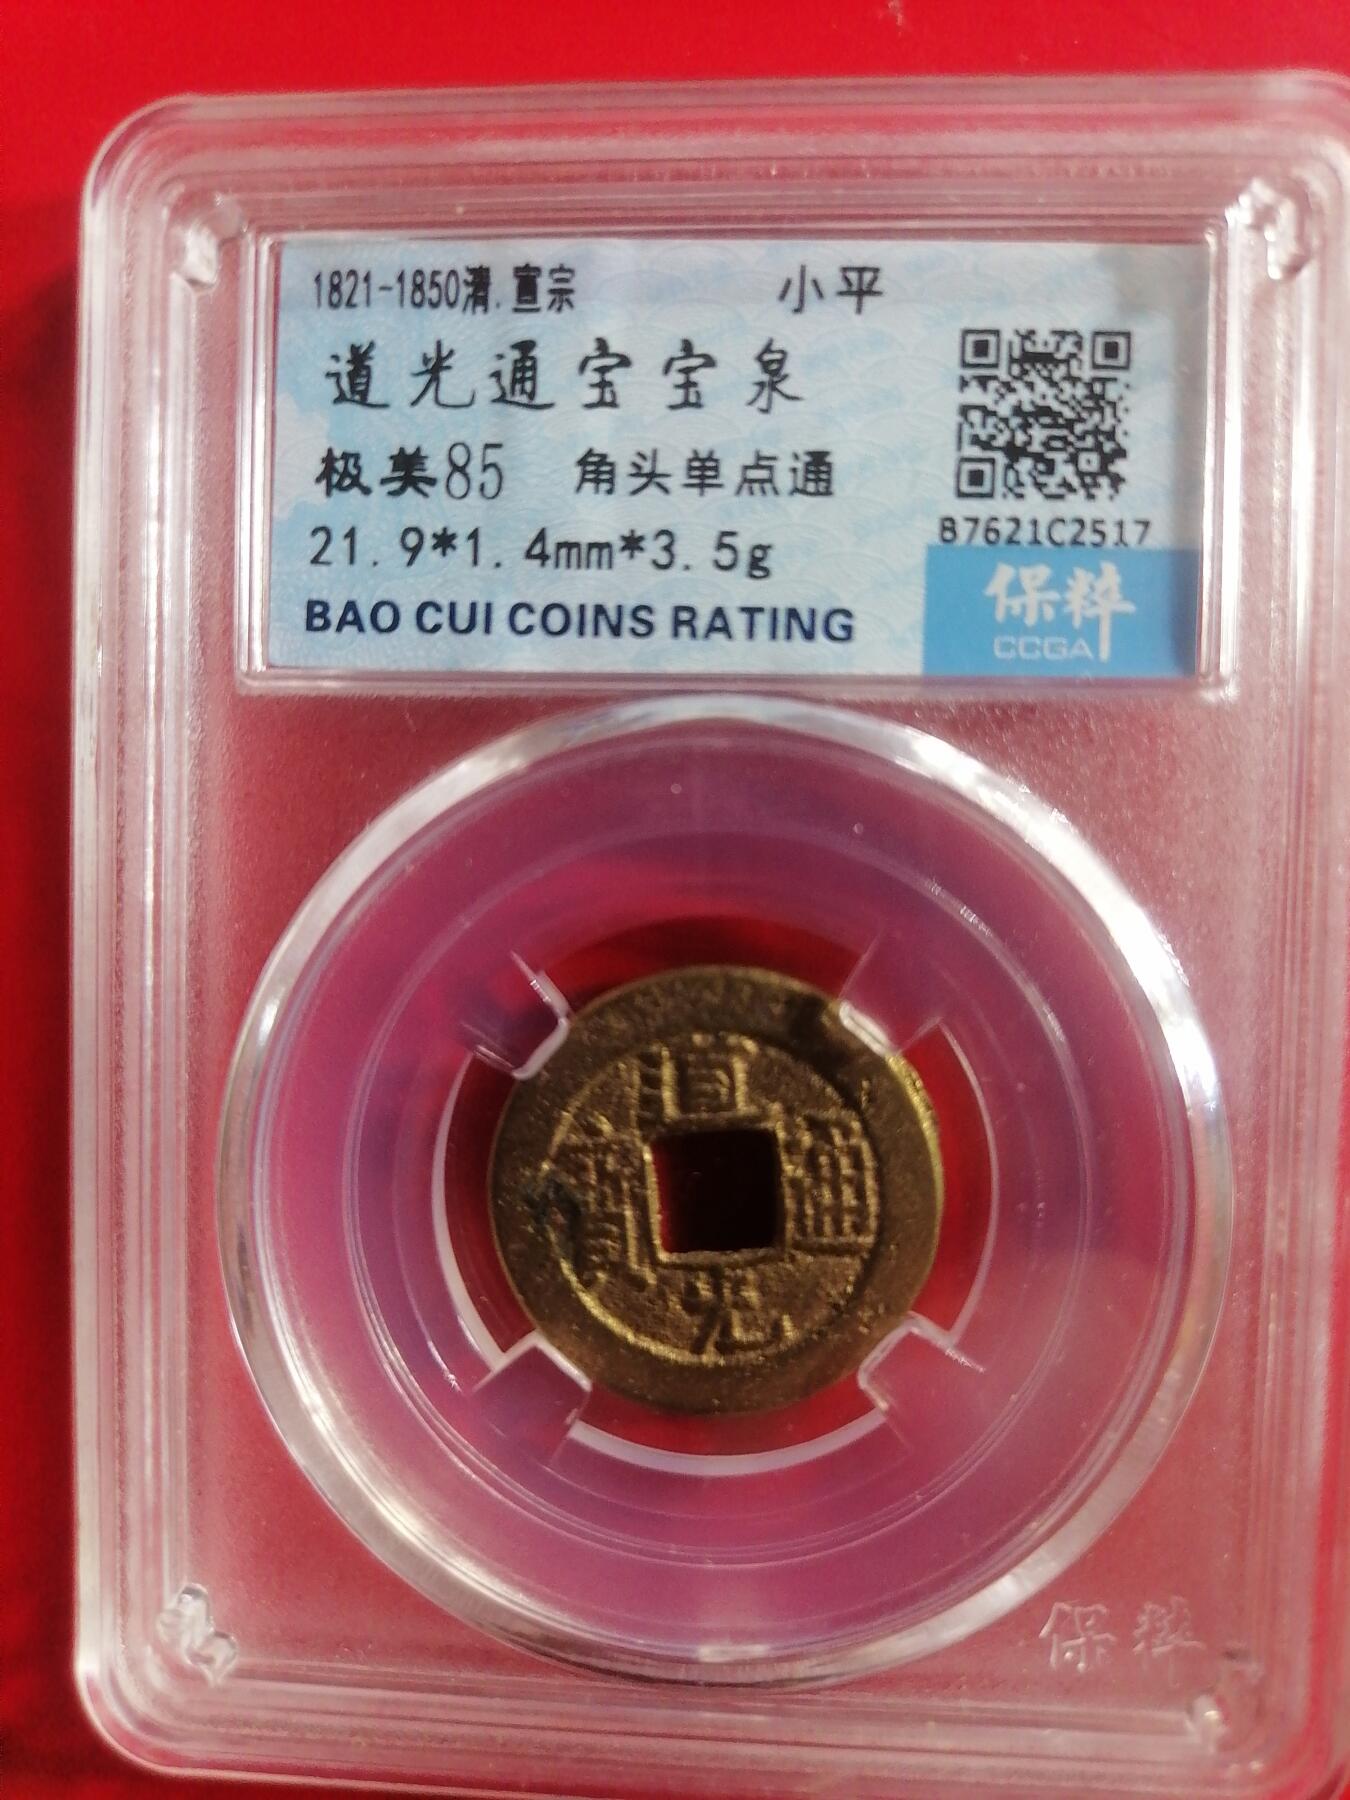 1821-1850清.宣宗 小平
道光通宝宝泉
极美85 角头单点通
21.9*1.4mm*3.5g
B7621C2517
BAO CUI COINS RATING
保粹
CCGA
道光通寶
保粹